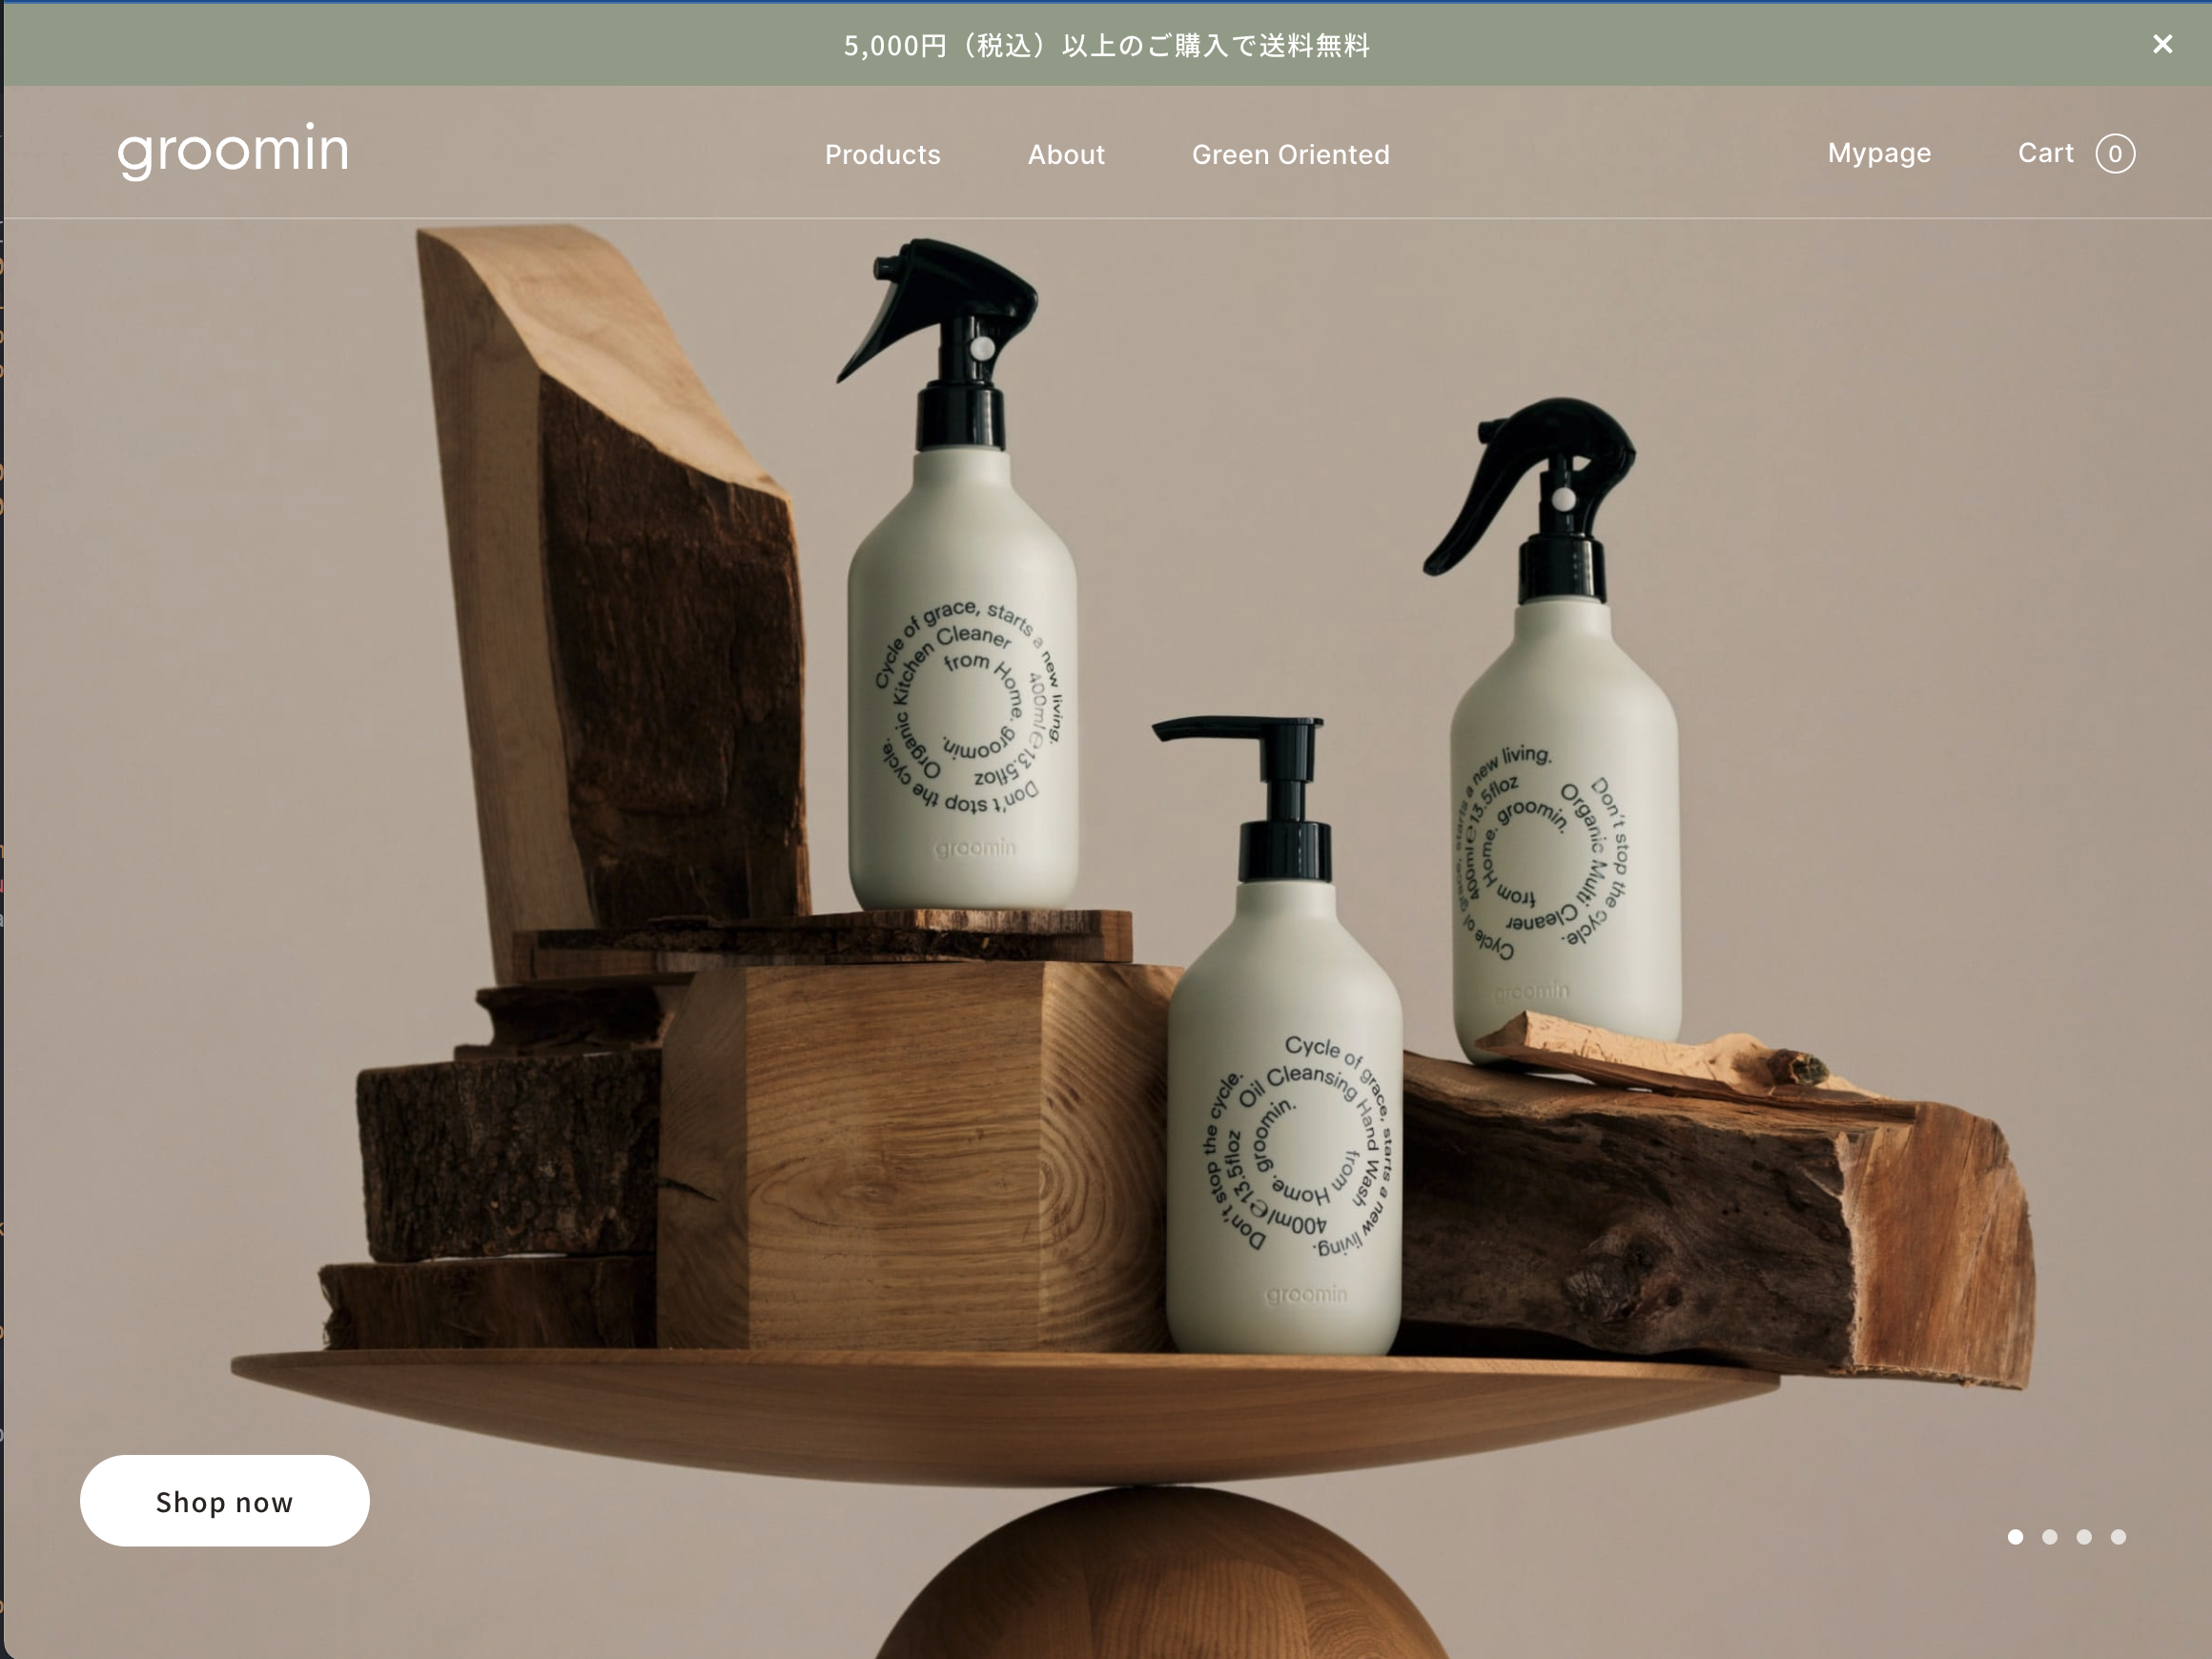 5,000円（税込）以上のご購入で送料無料
groomin
Products
About
Green Oriented
Mypage
Cart
0
Cycle of grace, starts a new living.
Organic Kitchen Cleaner
400ml℮13.5floz
from Home. groomin.
Don't stop the cycle.
groomin
Cycle of grace, starts a new living.
Organic Multi Cleaner
400ml℮13.5floz
from Home. groomin.
Don't stop the cycle.
groomin
Cycle of grace, starts a new living.
Oil Cleansing Hand Wash
400ml℮13.5floz
from Home. groomin.
Don't stop the cycle.
groomin
Shop now